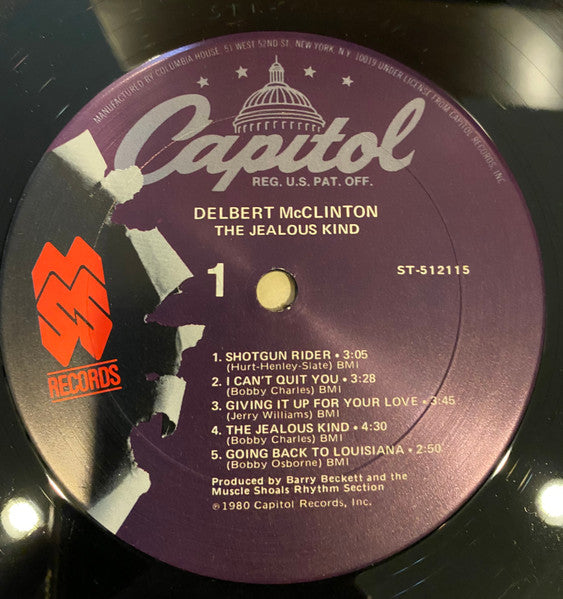 MANUFACTURED BY COLUMBIA HOUSE, 51 WEST 52ND ST., NEW YORK, N.Y. 10019 UNDER LICENSE FROM CAPITOL RECORDS, INC.
Capitol
REG. U.S. PAT. OFF.
DELBERT McCLINTON
THE JEALOUS KIND
1
ST-512115
MSS
RECORDS
1. SHOTGUN RIDER • 3:05
(Hurt-Henley-Slate) BMI
2. I CAN'T QUIT YOU • 3:28
(Bobby Charles) BMI
3. GIVING IT UP FOR YOUR LOVE • 3:45
(Jerry Williams) BMI
4. THE JEALOUS KIND • 4:30
(Bobby Charles) BMI
5. GOING BACK TO LOUISIANA • 2:50
(Bobby Osborne) BMI
Produced by Barry Beckett and the
Muscle Shoals Rhythm Section
℗1980 Capitol Records, Inc.